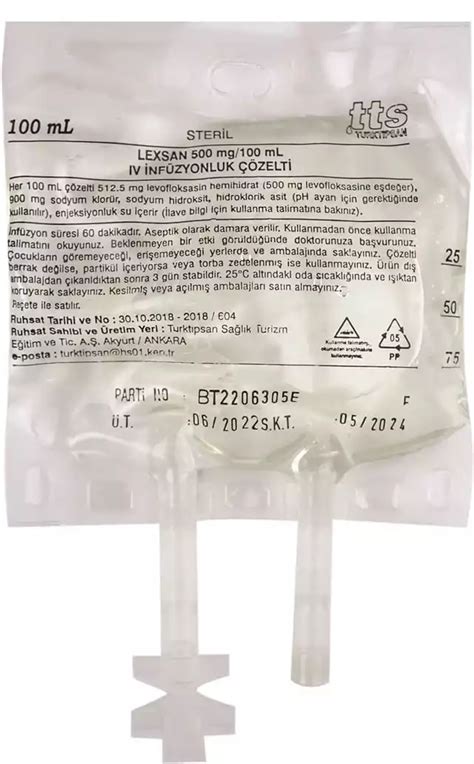 100 mL
tts
TURKTIPSAN
STERİL
LEXSAN 500 mg/100 mL
IV İNFÜZYONLUK ÇÖZELTİ
Her 100 mL çözelti 512.5 mg levofloksasin hemihidrat (500 mg levofloksasine eşdeğer),
900 mg sodyum klorür, sodyum hidroksit, hidroklorik asit (pH ayarı için gerektiğinde
kullanılır), enjeksiyonluk su içerir (İlave bilgi için kullanma talimatına bakınız).
İnfüzyon süresi 60 dakikadır. Aseptik olarak damara verilir. Kullanmadan önce kullanma
talimatını okuyunuz. Beklenmeyen bir etki görüldüğünde doktorunuza başvurunuz.
Çocukların göremeyeceği, erişemeyeceği yerlerde ve ambalajında saklayınız. Çözelti
berrak değilse, partikül içeriyorsa veya torba zedelenmiş ise kullanmayınız. Ürün dış
ambalajdan çıkarıldıktan sonra 3 gün stabildir. 25°C altındaki oda sıcaklığında ve ışıktan
koruyarak saklayınız. Kesilmiş veya açılmış ambalajları satın almayınız.
Reçete ile satılır.
Ruhsat Tarihi ve No : 30.10.2018 - 2018 / 604
Ruhsat Sahibi ve Üretim Yeri : Turktıpsan Sağlık Turizm
Eğitim ve Tic. A.Ş. Akyurt / ANKARA
e-posta : turktipsan@hs01.kep.tr
Kullanma talimatını
okumadan
kullanmayınız.
05
PP
25
50
75
PARTİ NO BT2206305E F
Ü.T. :06/2022 S.K.T. :05/2024